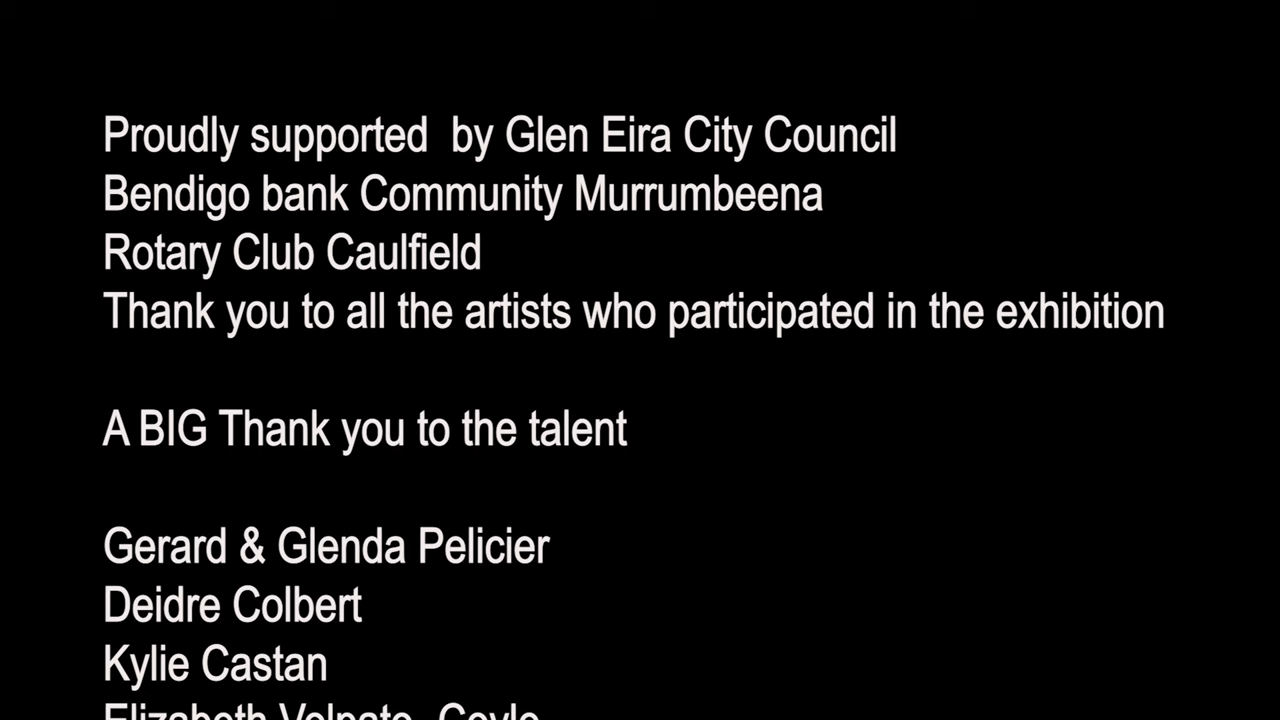 Proudly supported  by Glen Eira City Council
Bendigo bank Community Murrumbeena
Rotary Club Caulfield
Thank you to all the artists who participated in the exhibition
A BIG Thank you to the talent
Gerard & Glenda Pelicier
Deidre Colbert
Kylie Castan
Elizabeth Volpato